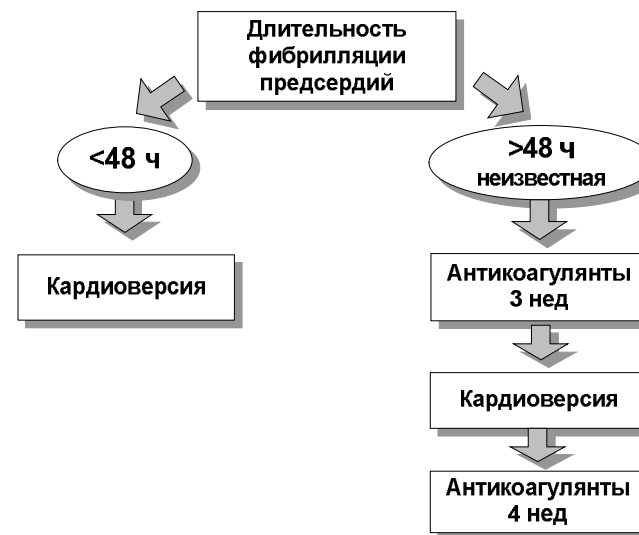 Длительность
фибрилляции
предсердий
<48 ч
>48 ч
неизвестная
Кардиоверсия
Антикоагулянты
3 нед
Кардиоверсия
Антикоагулянты
4 нед